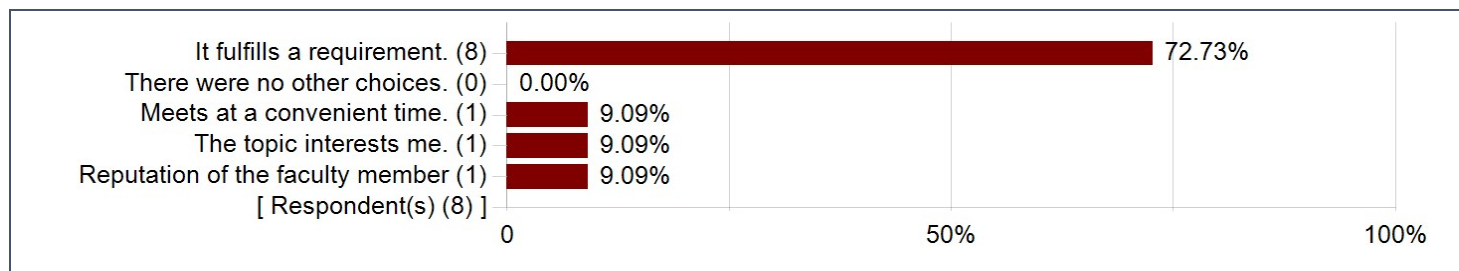 It fulfills a requirement. (8) 72.73%
There were no other choices. (0) 0.00%
Meets at a convenient time. (1) 9.09%
The topic interests me. (1) 9.09%
Reputation of the faculty member (1) 9.09%
[ Respondent(s) (8) ]
0 50% 100%